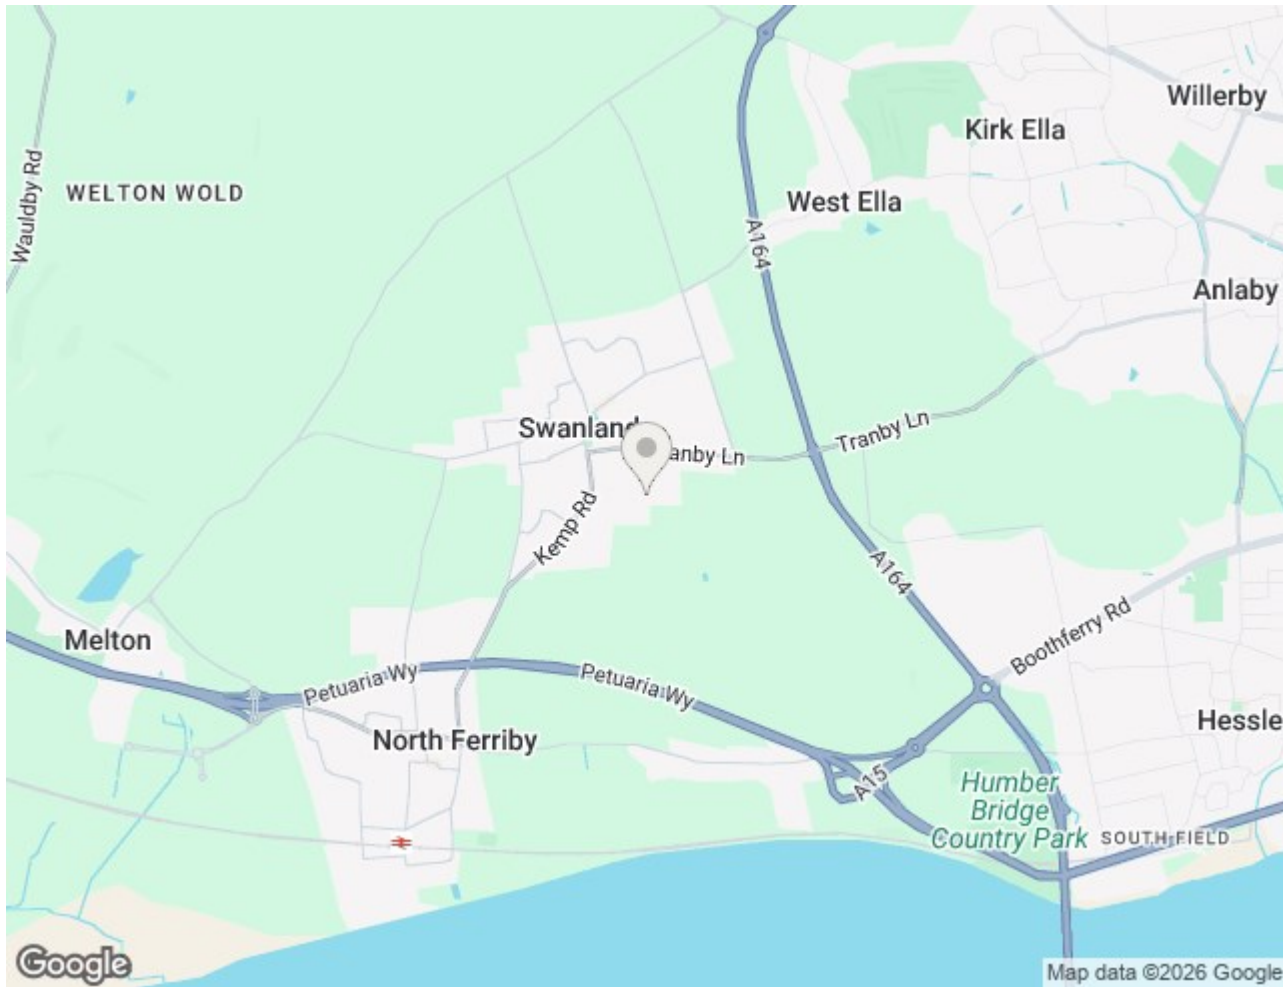 Willerby
Kirk Ella
Wauldby Rd
WELTON WOLD
West Ella
A164
Anlaby
Swanland
Tranby Ln
anby Ln
Kemp Rd
A164
Boothferry Rd
Melton
Petuaria Wy
Petuaria Wy
North Ferriby
Hessle
A15
Humber
Bridge
Country Park
SOUTH FIELD
Google
Map data ©2026 Google